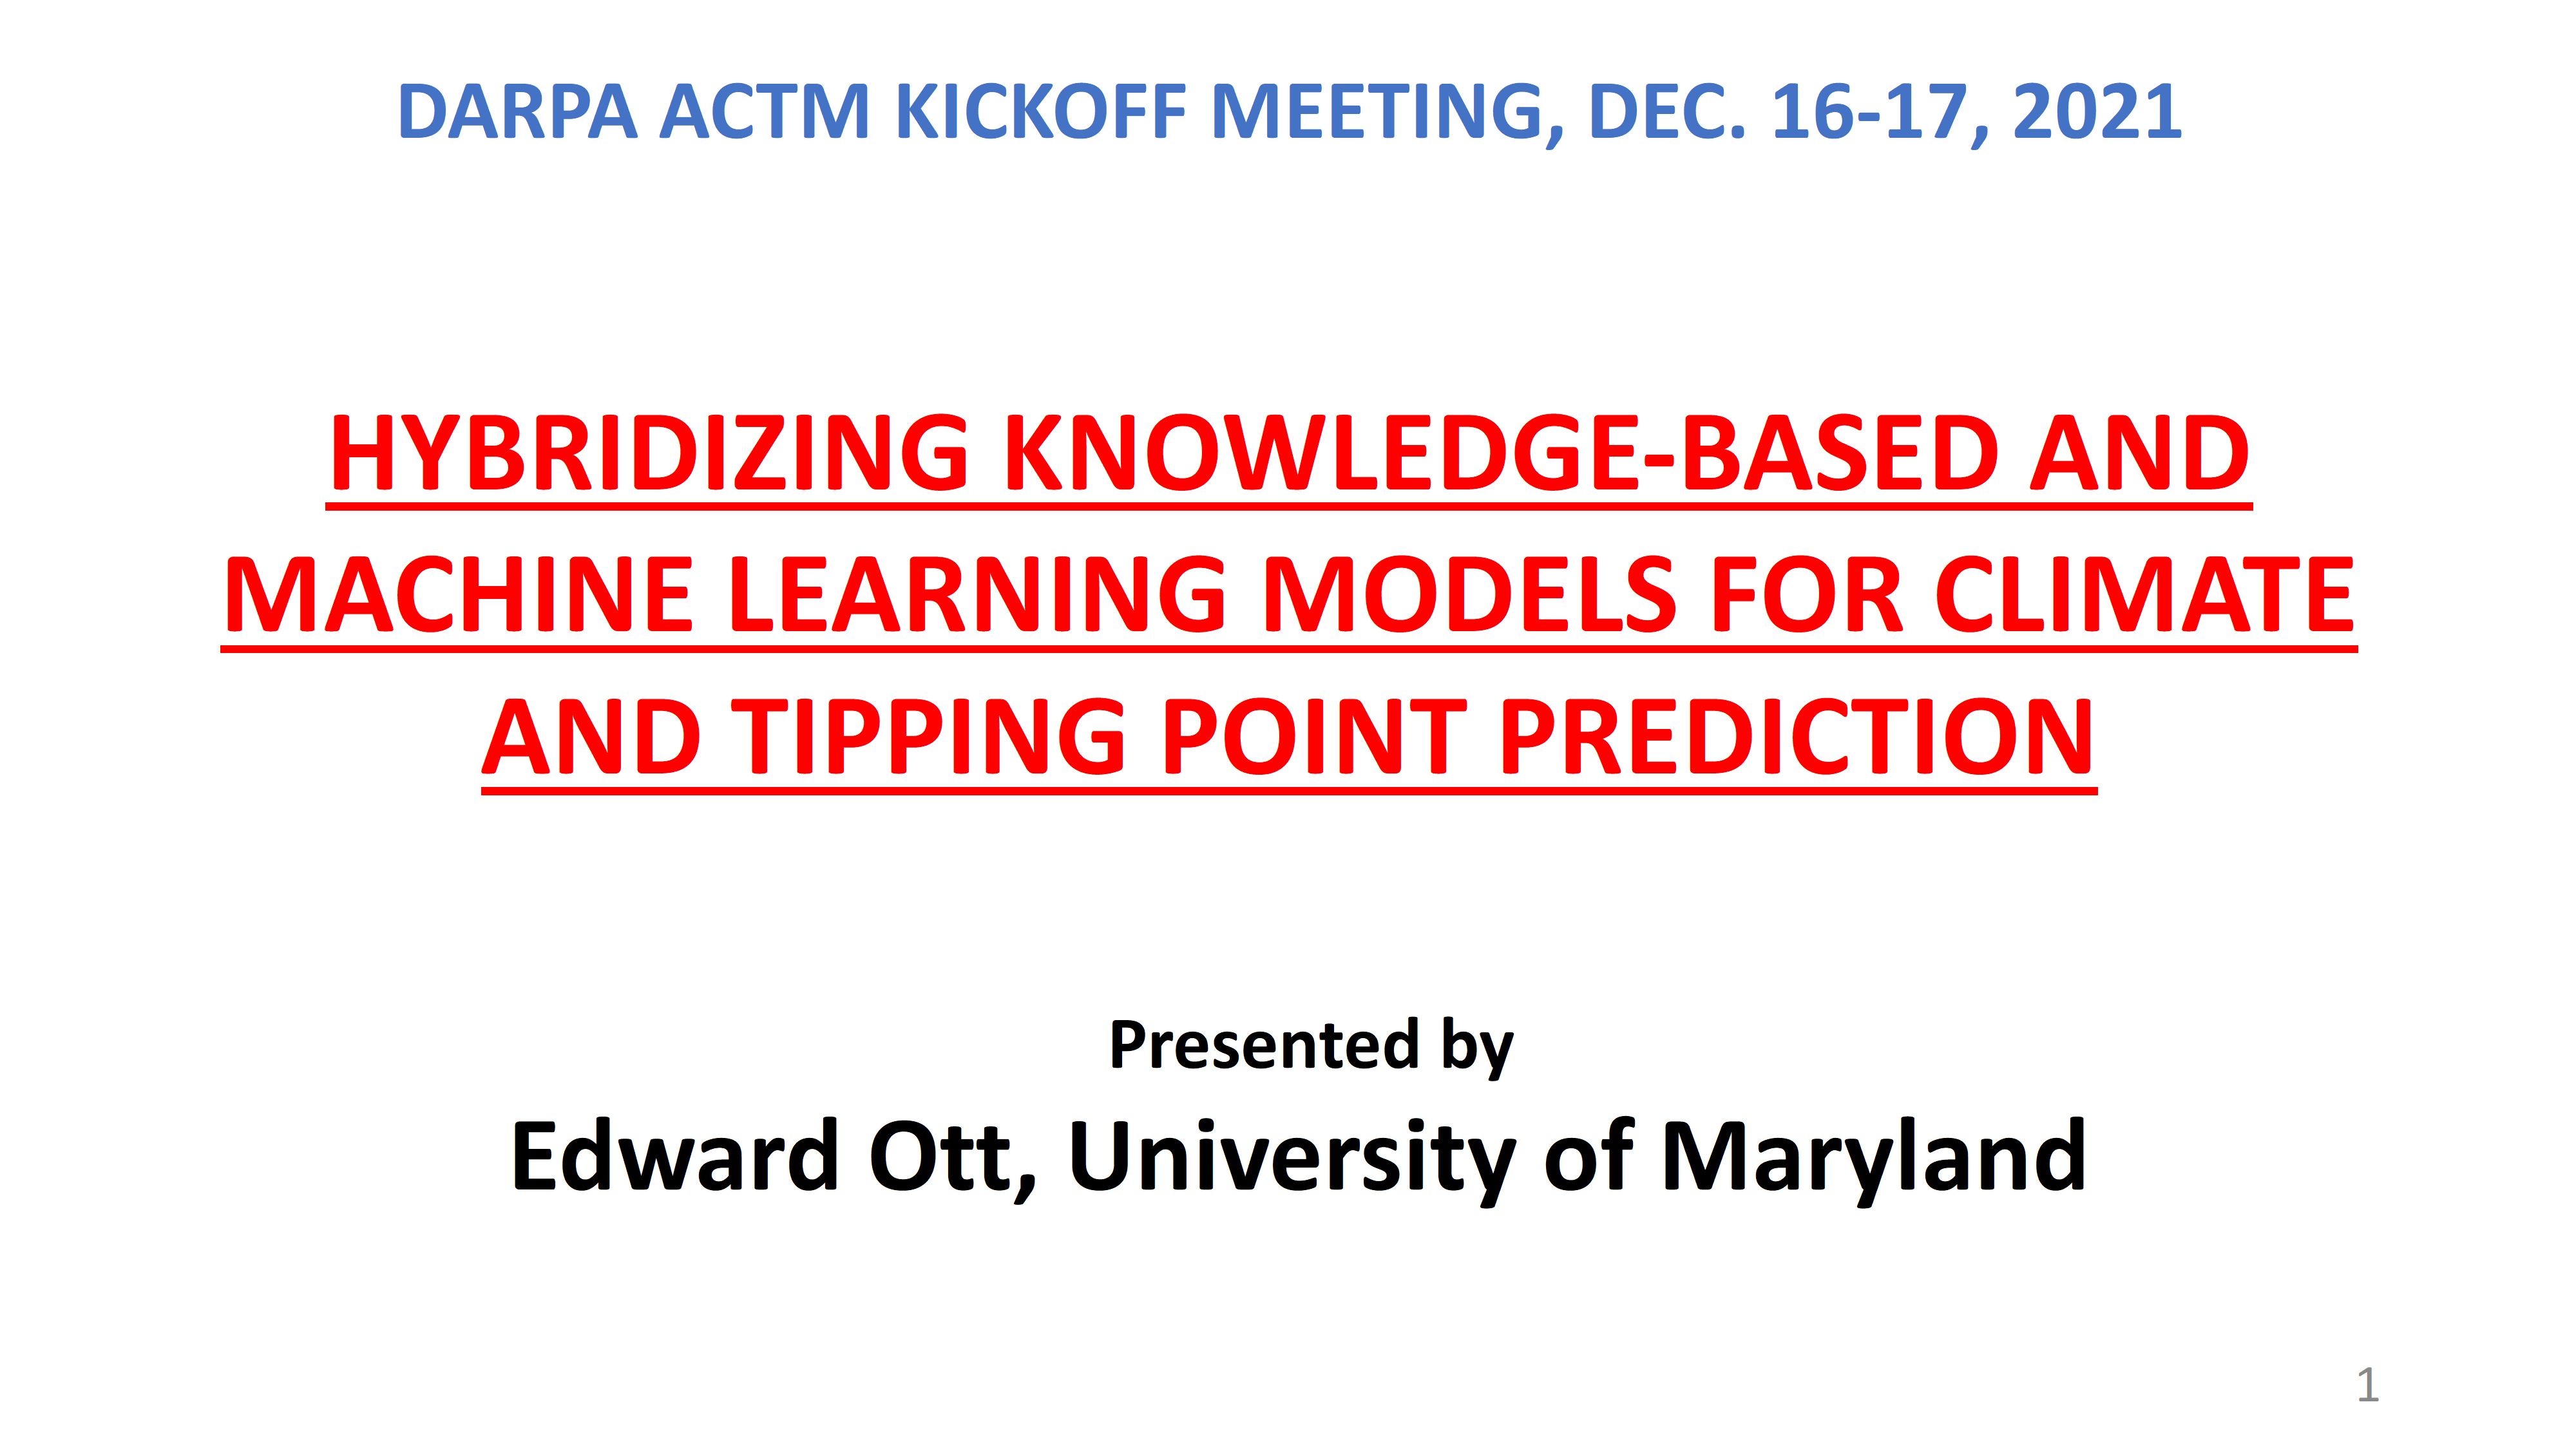 DARPA ACTM KICKOFF MEETING, DEC. 16-17, 2021
HYBRIDIZING KNOWLEDGE-BASED AND
MACHINE LEARNING MODELS FOR CLIMATE
AND TIPPING POINT PREDICTION
Presented by
Edward Ott, University of Maryland
1